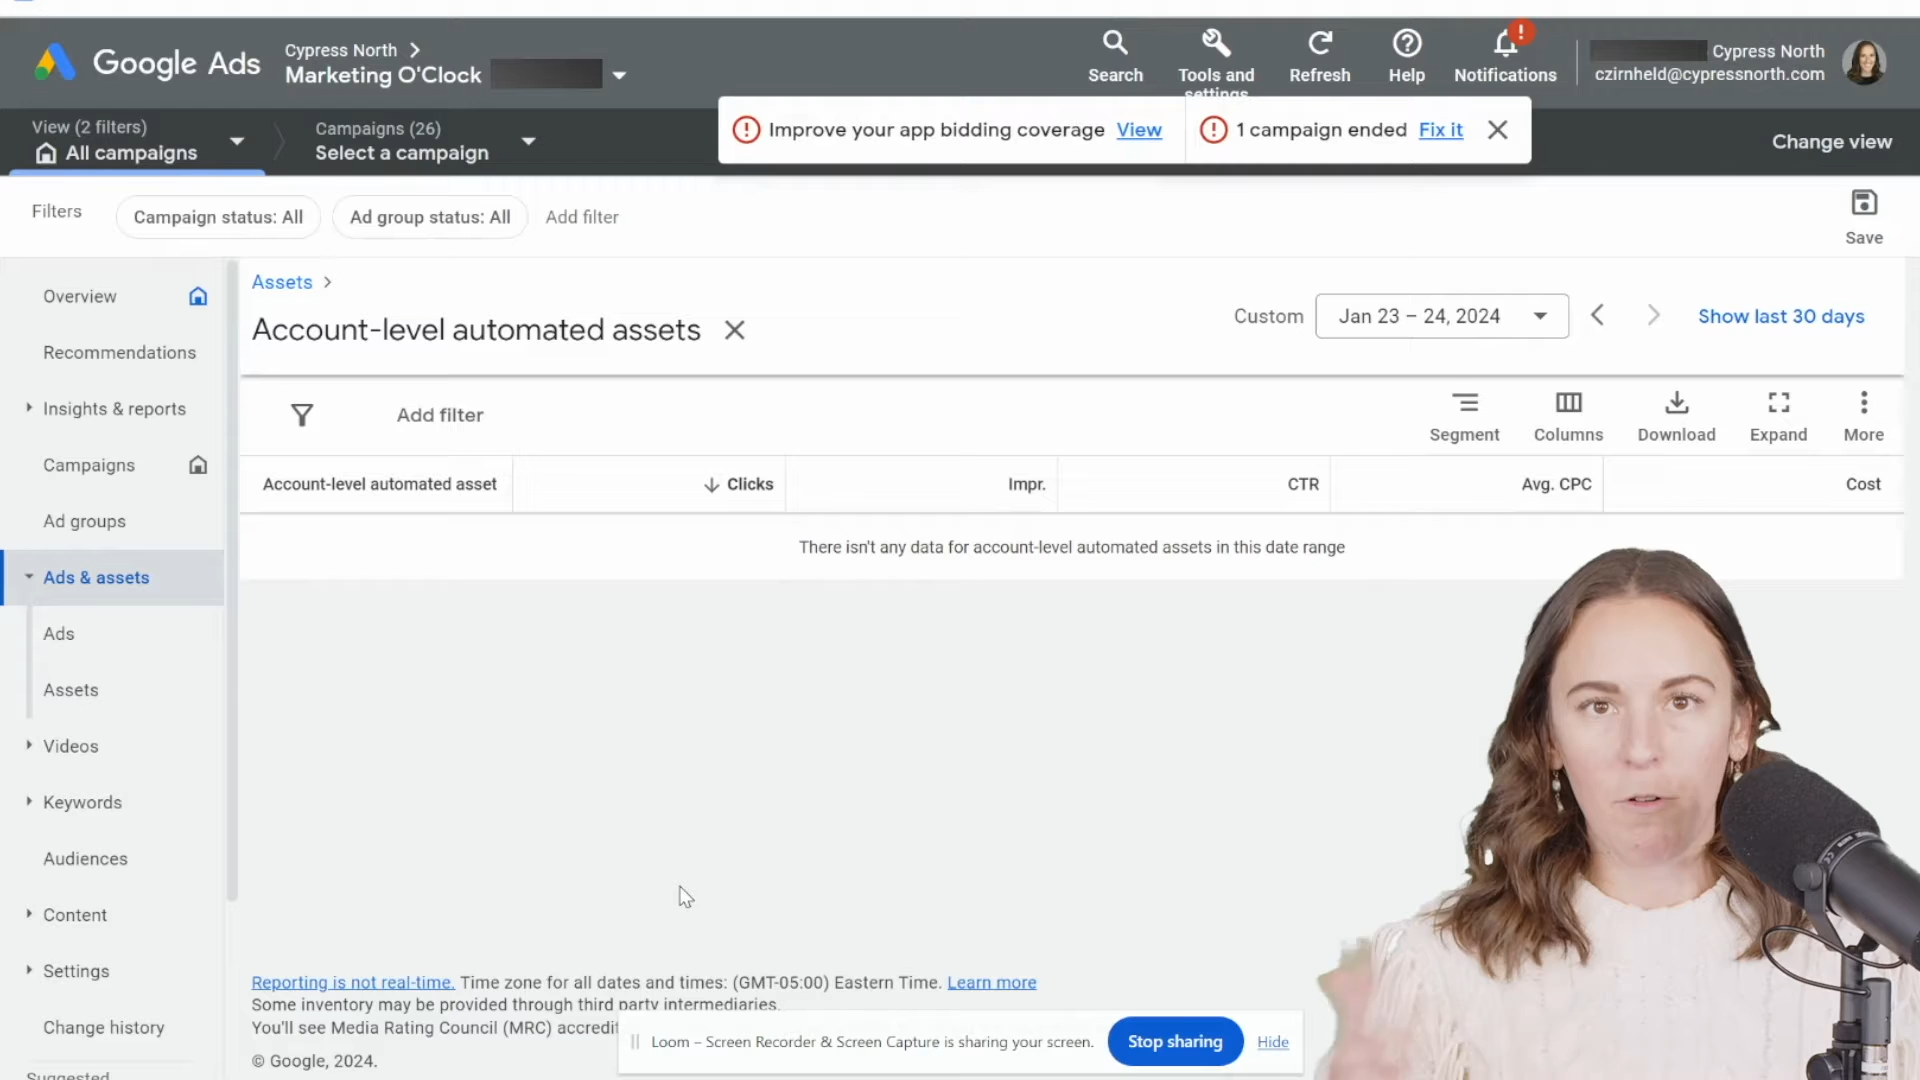 Google Ads
Cypress North
Marketing O'Clock
Search
Tools and
settings
Refresh
Help
Notifications
Cypress North
czirnheld@cypressnorth.com
View (2 filters)
All campaigns
Campaigns (26)
Select a campaign
Improve your app bidding coverage View
1 campaign ended Fix it
Change view
Filters
Campaign status: All
Ad group status: All
Add filter
Save
Overview
Recommendations
Insights & reports
Campaigns
Ad groups
Ads & assets
Ads
Assets
Videos
Keywords
Audiences
Content
Settings
Change history
Suggested
Assets
Account-level automated assets
Custom
Jan 23 – 24, 2024
Show last 30 days
Add filter
Segment
Columns
Download
Expand
More
Account-level automated asset
Clicks
Impr.
CTR
Avg. CPC
Cost
There isn't any data for account-level automated assets in this date range
Reporting is not real-time. Time zone for all dates and times: (GMT-05:00) Eastern Time. Learn more
Some inventory may be provided through third party intermediaries.
You'll see Media Rating Council (MRC) accredit
© Google, 2024.
Loom – Screen Recorder & Screen Capture is sharing your screen.
Stop sharing
Hide